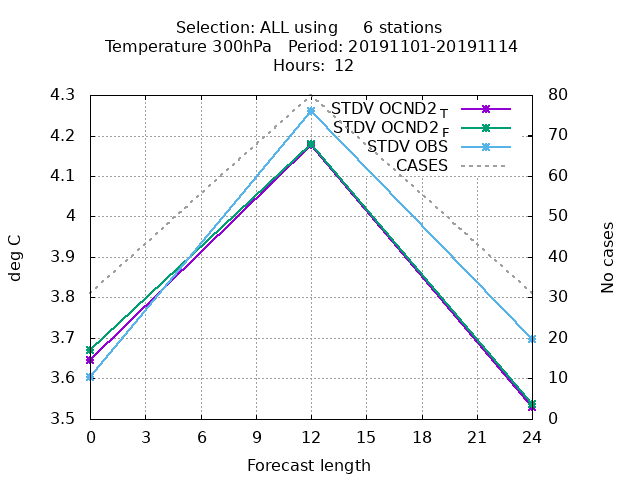 Selection: ALL using 6 stations
Temperature 300hPa Period: 20191101-20191114
Hours: 12
STDV OCND2_T
STDV OCND2_F
STDV OBS
CASES
4.3
4.2
4.1
4
3.9
3.8
3.7
3.6
3.5
deg C
80
70
60
50
40
30
20
10
0
No cases
0 3 6 9 12 15 18 21 24
Forecast length